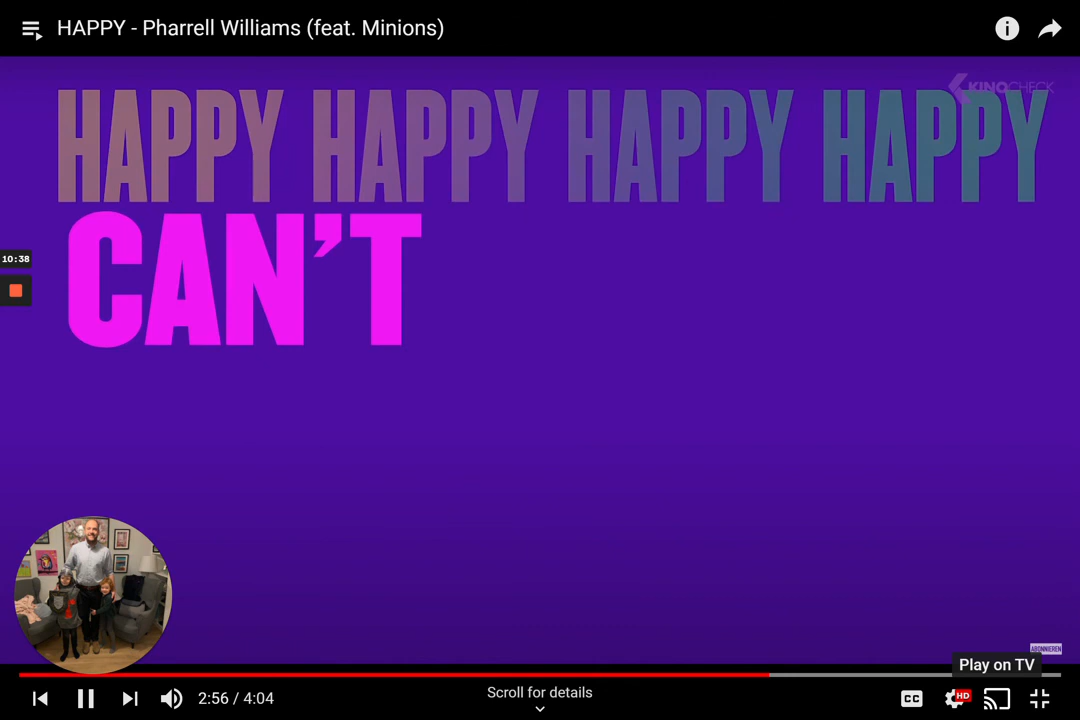 HAPPY - Pharrell Williams (feat. Minions)
KINOCHECK
HAPPY HAPPY HAPPY HAPPY
CAN'T
10:38
ABONNIEREN
Play on TV
2:56 / 4:04
Scroll for details
CC
HD